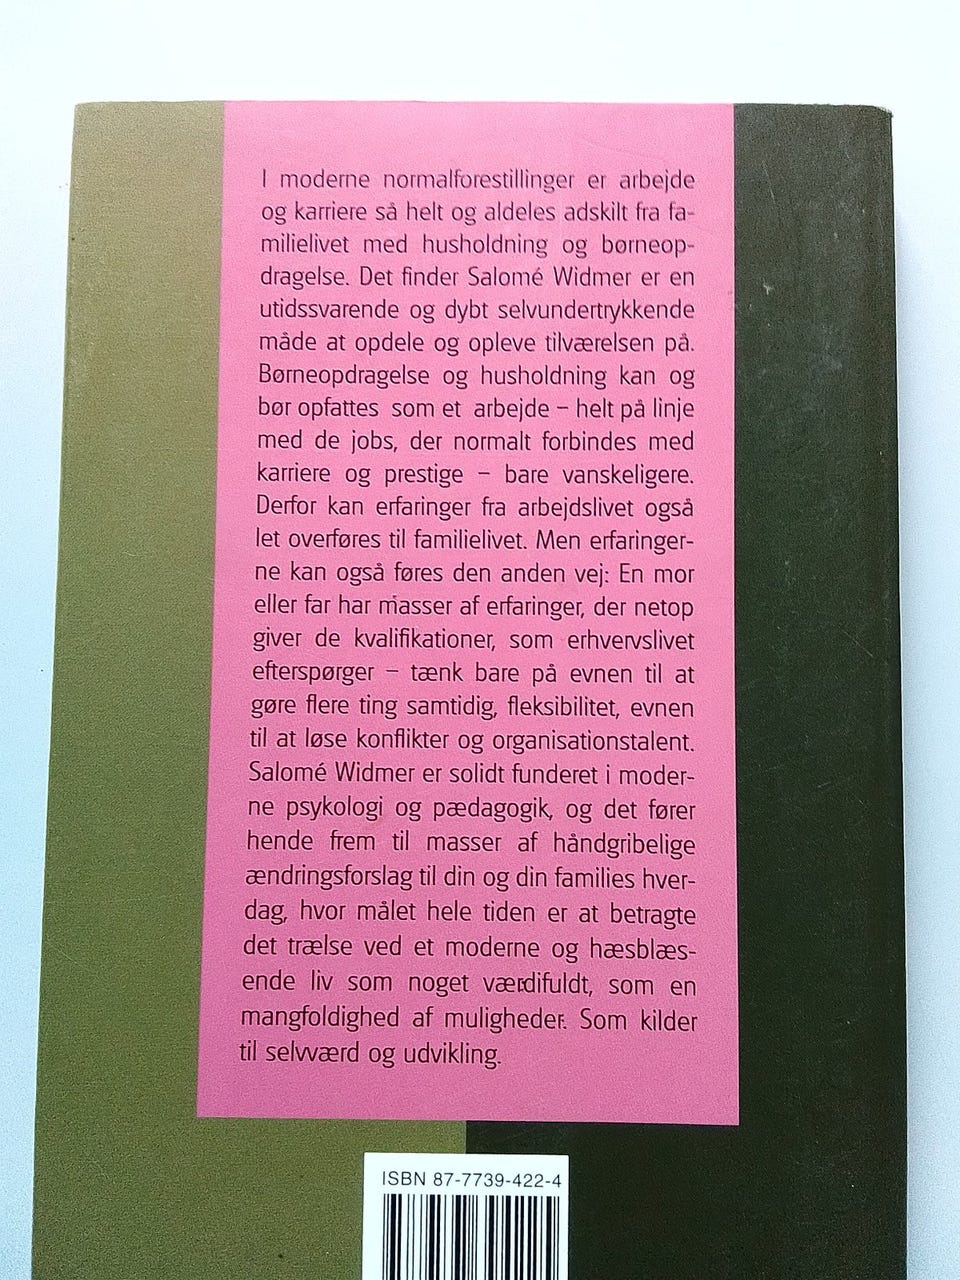 I moderne normalforestillinger er arbejde
og karriere så helt og aldeles adskilt fra fa-
milielivet med husholdning og børneop-
dragelse. Det finder Salomé Widmer er en
utidssvarende og dybt selvundertrykkende
måde at opdele og opleve tilværelsen på.
Børneopdragelse og husholdning kan og
bør opfattes som et arbejde – helt på linje
med de jobs, der normalt forbindes med
karriere og prestige – bare vanskeligere.
Derfor kan erfaringer fra arbejdslivet også
let overføres til familielivet. Men erfaringer-
ne kan også føres den anden vej: En mor
eller far har masser af erfaringer, der netop
giver de kvalifikationer, som erhvervslivet
efterspørger – tænk bare på evnen til at
gøre flere ting samtidig, fleksibilitet, evnen
til at løse konflikter og organisationstalent.
Salomé Widmer er solidt funderet i moder-
ne psykologi og pædagogik, og det fører
hende frem til masser af håndgribelige
ændringsforslag til din og din families hver-
dag, hvor målet hele tiden er at betragte
det trælse ved et moderne og hæsblæs-
ende liv som noget værdifuldt, som en
mangfoldighed af muligheder. Som kilder
til selvværd og udvikling.
ISBN 87-7739-422-4